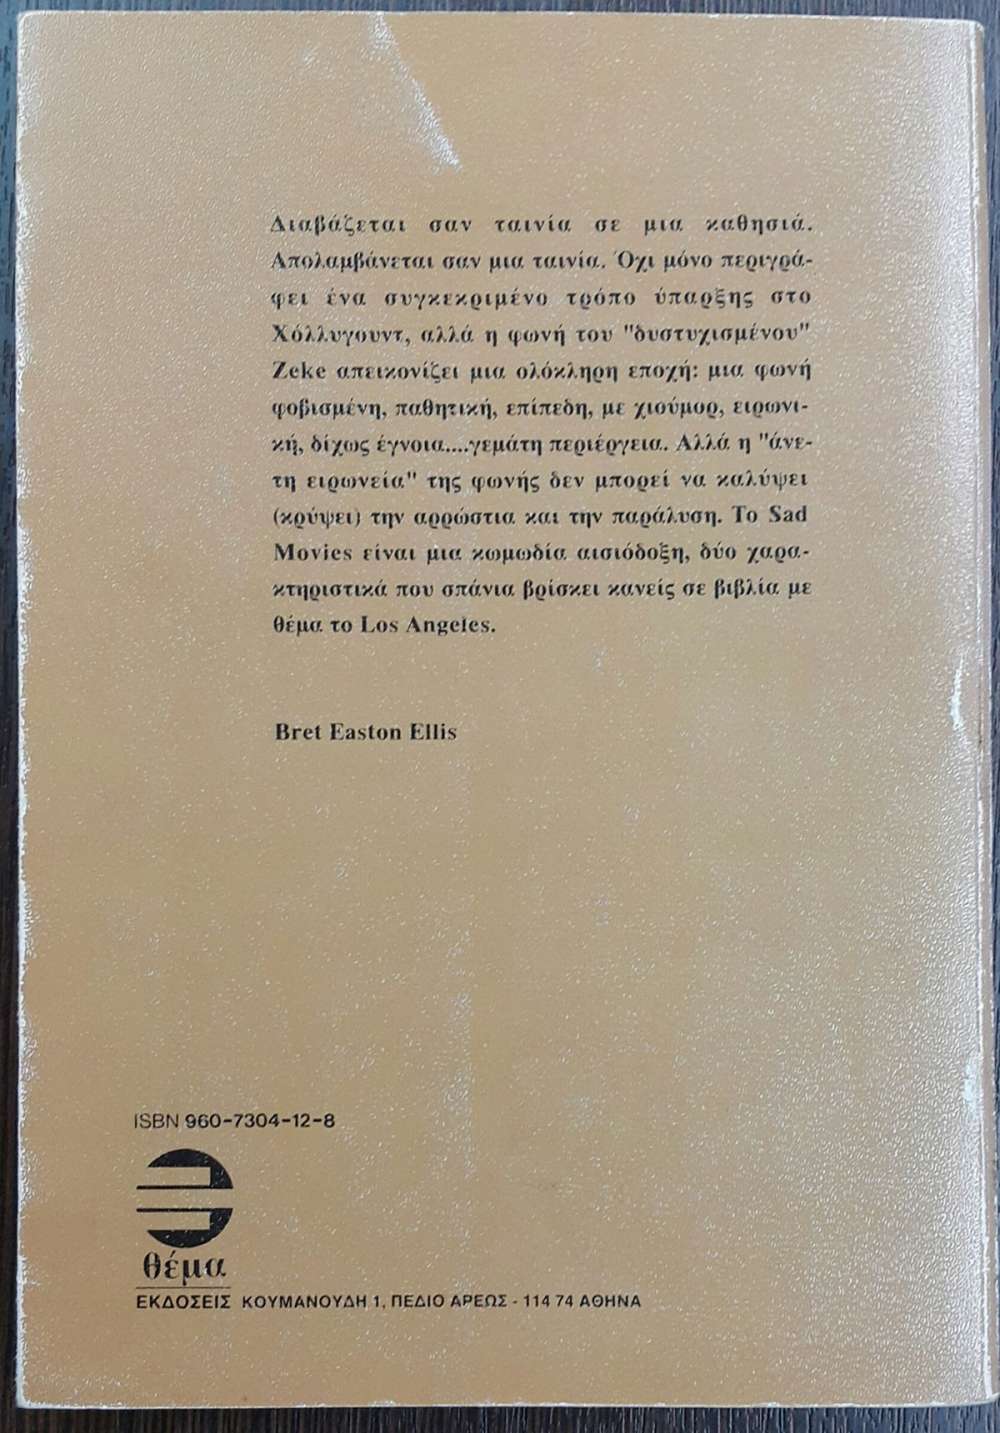 Διαβάζεται σαν ταινία σε μια καθησιά.
Απολαμβάνεται σαν μια ταινία. Όχι μόνο περιγρά-
φει ένα συγκεκριμένο τρόπο ύπαρξης στο
Χόλλυγουντ, αλλά η φωνή του "δυστυχισμένου"
Zeke απεικονίζει μια ολόκληρη εποχή: μια φωνή
φοβισμένη, παθητική, επίπεδη, με χιούμορ, ειρωνι-
κή, δίχως έγνοια....γεμάτη περιέργεια. Αλλά η "άνε-
τη ειρωνεία" της φωνής δεν μπορεί να καλύψει
(κρύψει) την αρρώστια και την παράλυση. Το Sad
Movies είναι μια κωμωδία αισιόδοξη, δύο χαρα-
κτηριστικά που σπάνια βρίσκει κανείς σε βιβλία με
θέμα το Los Angeles.
Bret Easton Ellis
ISBN 960-7304-12-8
θέμα
ΕΚΔΟΣΕΙΣ ΚΟΥΜΑΝΟΥΔΗ 1, ΠΕΔΙΟ ΑΡΕΩΣ - 114 74 ΑΘΗΝΑ